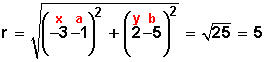 x a y b
r = √((−3 −1)² + (2 −5)²) = √25 = 5